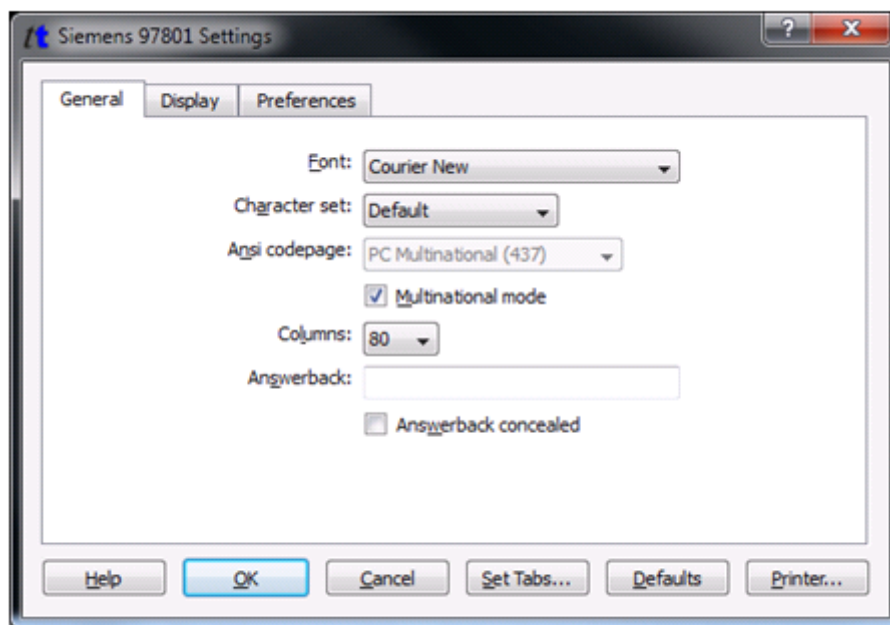 tt Siemens 97801 Settings ?
General Display Preferences
Font: Courier New
Character set: Default
Ansi codepage: PC Multinational (437)
Multinational mode
Columns: 80
Answerback:
Answerback concealed
Help OK Cancel Set Tabs... Defaults Printer...